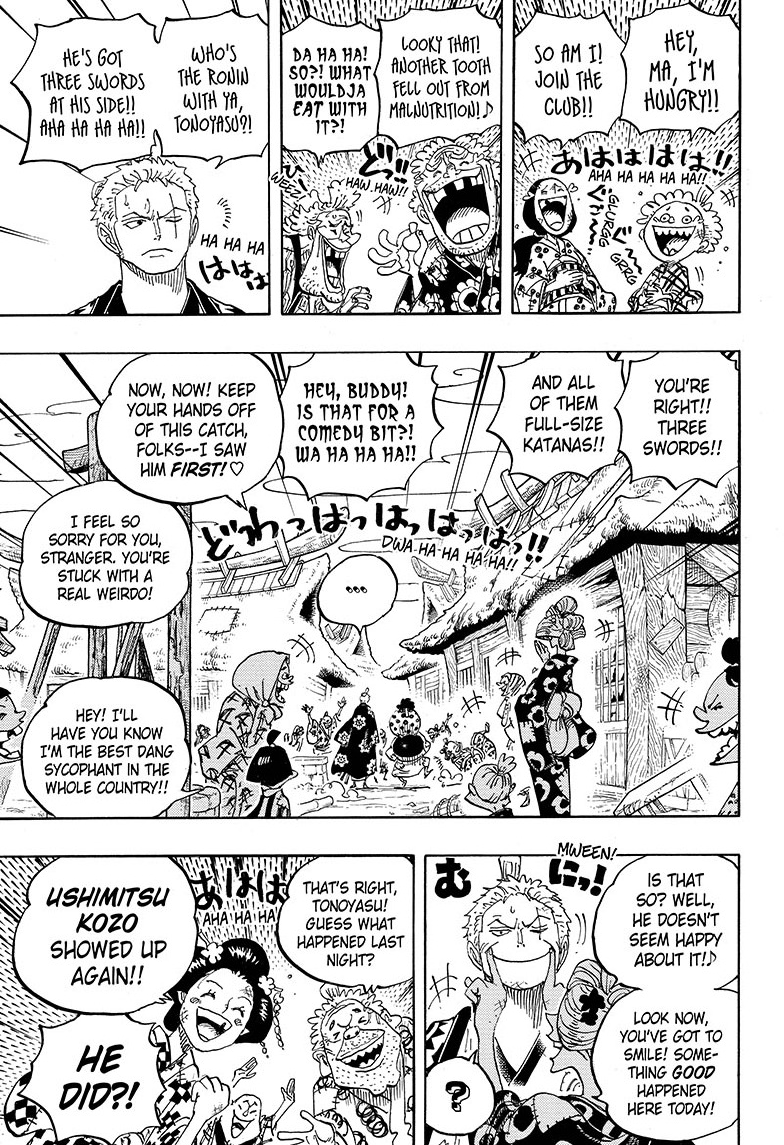 HEY,
MA, I'M
HUNGRY!!
SO AM I!
JOIN THE
CLUB!!
あははは!!
AHA HA HA HA HA!!
GLURGG
ぐ〜
GRRG
LOOKY THAT!
ANOTHER TOOTH
FELL OUT FROM
MALNUTRITION!♪
DA HA HA!
SO?! WHAT
WOULDJA
EAT WITH
IT?!
どっ!!
HAW HAW!!
WHO'S
THE RONIN
WITH YA,
TONOYASU?!
HE'S GOT
THREE SWORDS
AT HIS SIDE!!
AHA HA HA HA!!
HA HA HA
ははは
YOU'RE
RIGHT!!
THREE
SWORDS!!
AND ALL
OF THEM
FULL-SIZE
KATANAS!!
HEY, BUDDY!
IS THAT FOR A
COMEDY BIT?!
WA HA HA HA!!
NOW, NOW! KEEP
YOUR HANDS OFF
OF THIS CATCH,
FOLKS--I SAW
HIM FIRST!♡
I FEEL SO
SORRY FOR YOU,
STRANGER. YOU'RE
STUCK WITH A
REAL WEIRDO!
どわっはっはっはっはっ!!
DWA HA HA HA HA!!
...
HEY! I'LL
HAVE YOU KNOW
I'M THE BEST DANG
SYCOPHANT IN THE
WHOLE COUNTRY!!
IS THAT
SO? WELL,
HE DOESN'T
SEEM HAPPY
ABOUT IT!♪
MWEEN!
むにっ!
LOOK NOW,
YOU'VE GOT TO
SMILE! SOME-
THING GOOD
HAPPENED
HERE TODAY!
?
THAT'S RIGHT,
TONOYASU!
GUESS WHAT
HAPPENED LAST
NIGHT?
あはは
AHA HA HA
USHIMITSU
KOZO
SHOWED UP
AGAIN!!
HE
DID?!